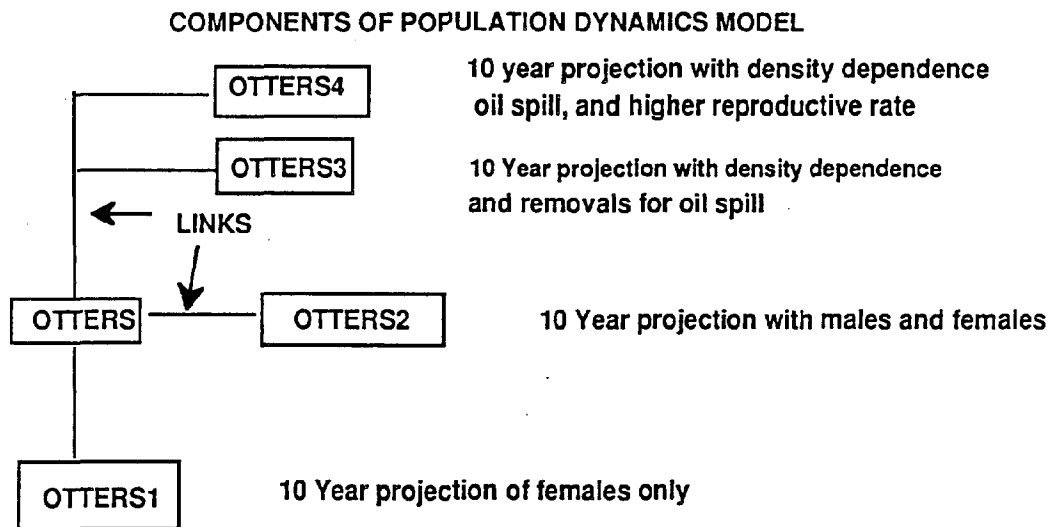 COMPONENTS OF POPULATION DYNAMICS MODEL
OTTERS4
10 year projection with density dependence
oil spill, and higher reproductive rate
OTTERS3
10 Year projection with density dependence
and removals for oil spill
LINKS
OTTERS
OTTERS2
10 Year projection with males and females
OTTERS1
10 Year projection of females only